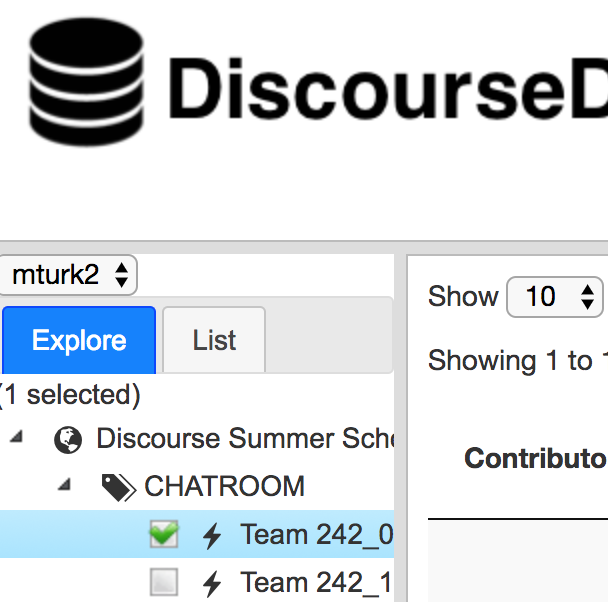 DiscourseD
mturk2
Show 10
Explore List
Showing 1 to 1
(1 selected)
Discourse Summer Scho
Contributo
CHATROOM
Team 242_0
Team 242_1